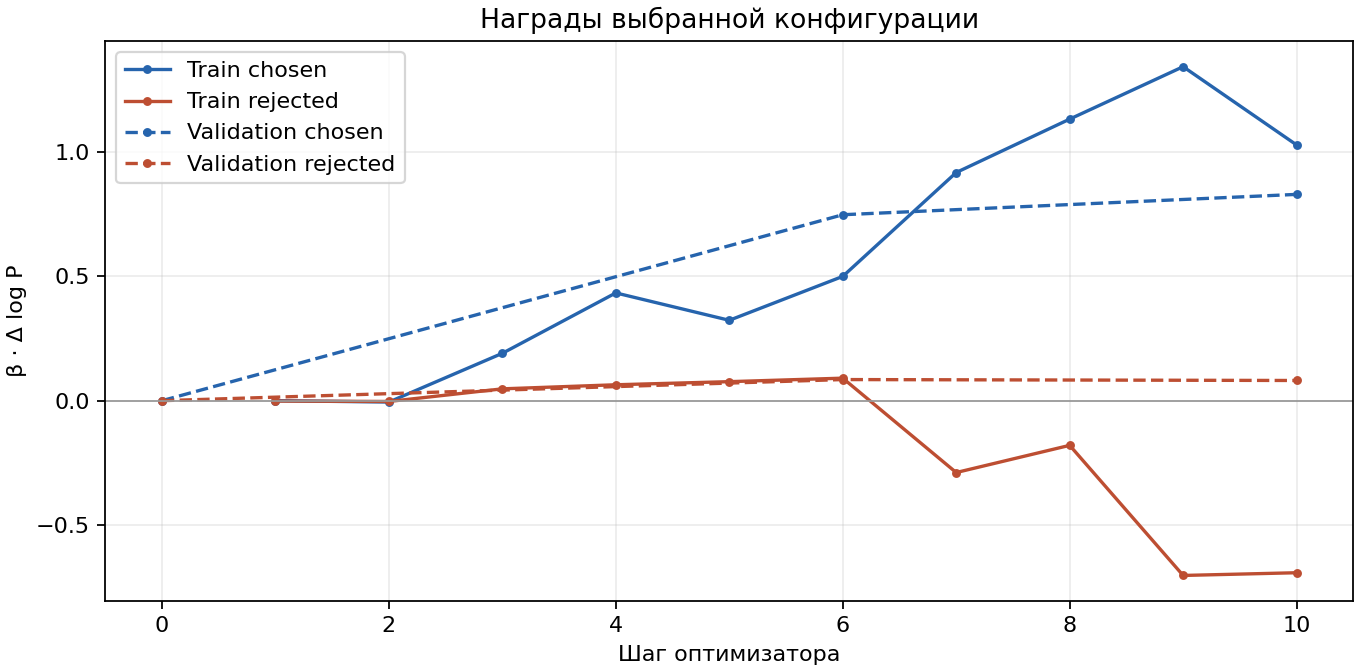 Награды выбранной конфигурации
Train chosen
Train rejected
Validation chosen
Validation rejected
β · Δ log P
1.0
0.5
0.0
−0.5
0 2 4 6 8 10
Шаг оптимизатора